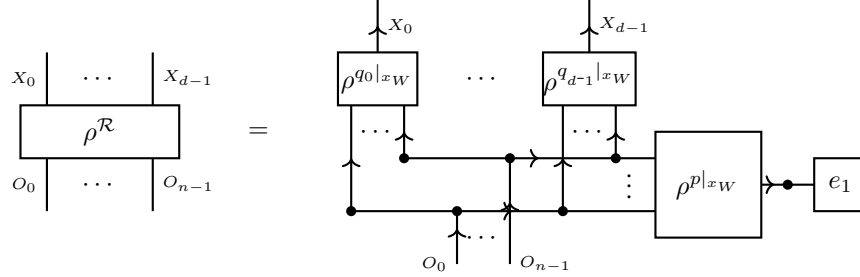 X_0 ⋯ X_{d−1}
ρ^ℛ
O_0 ⋯ O_{n−1}
=
X_0 X_{d−1}
ρ^{q_0|_{x_W}} ⋯ ρ^{q_{d−1}|_{x_W}}
⋯ ⋯
⋮ ρ^{p|_{x_W}} e_1
⋯
O_0 O_{n−1}